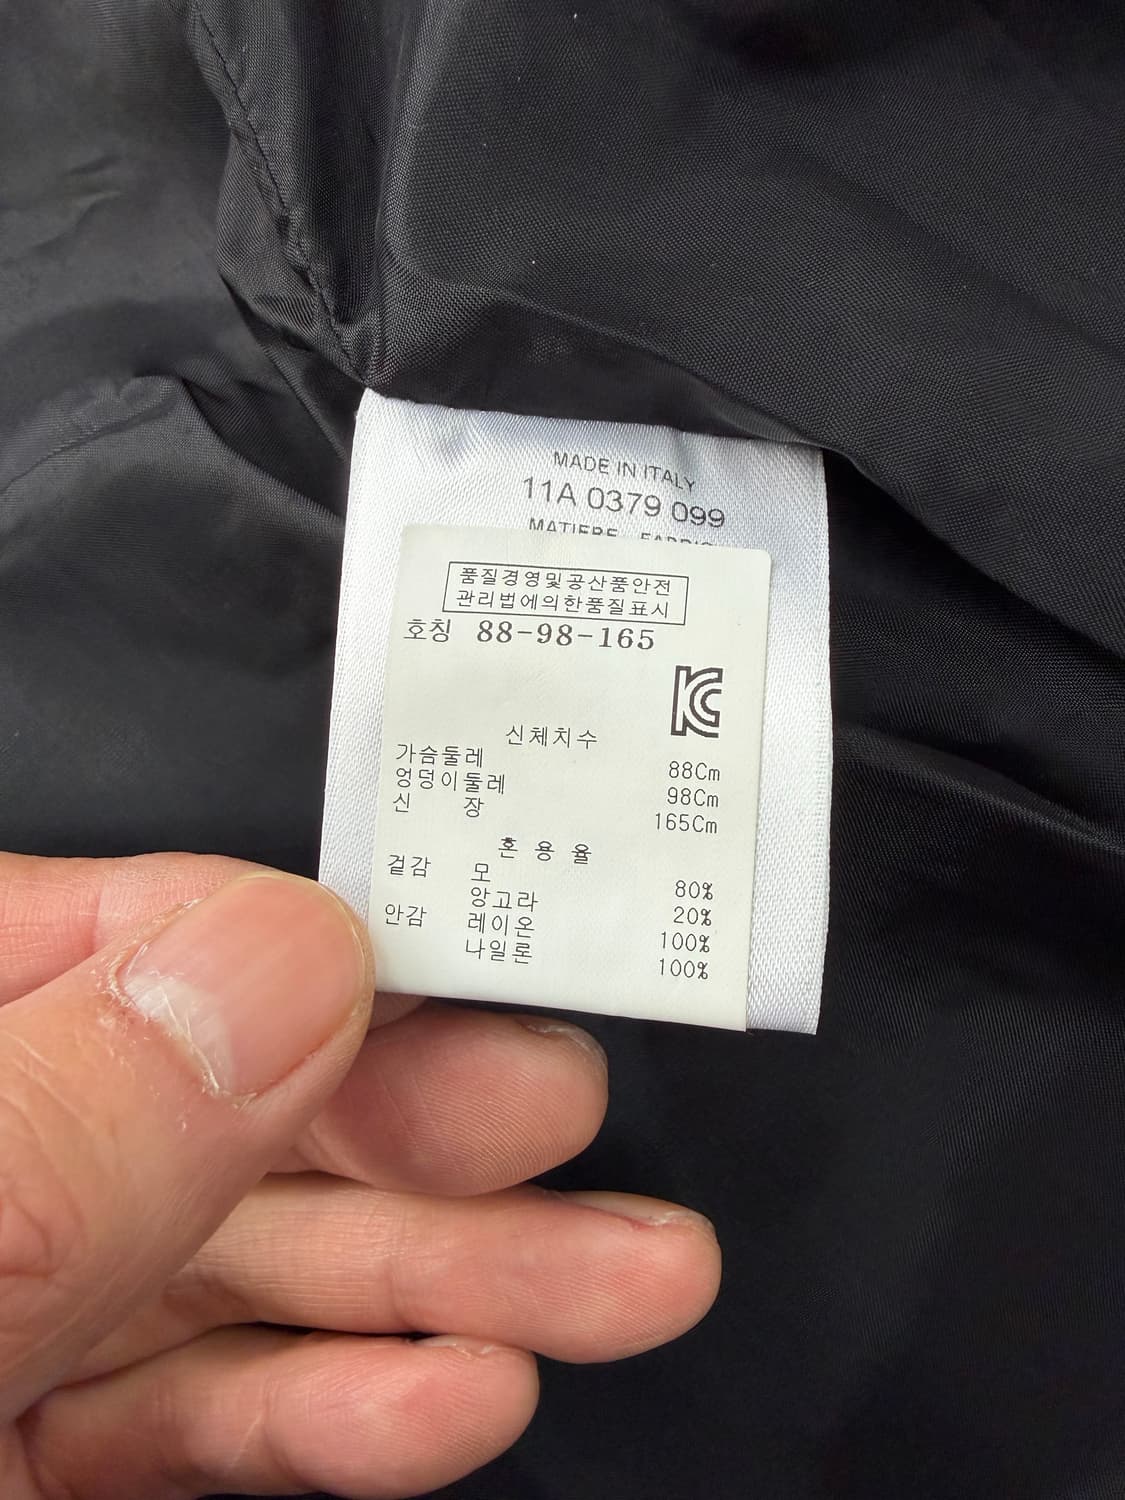 MADE IN ITALY
11A 0379 099
MATIERE
품질경영및공산품안전
관리법에의한품질표시
호칭 88-98-165
KC
신체치수
가슴둘레 88Cm
엉덩이둘레 98Cm
신 장 165Cm
혼 용 율
겉감 모 80%
앙고라 20%
안감 레이온 100%
나일론 100%